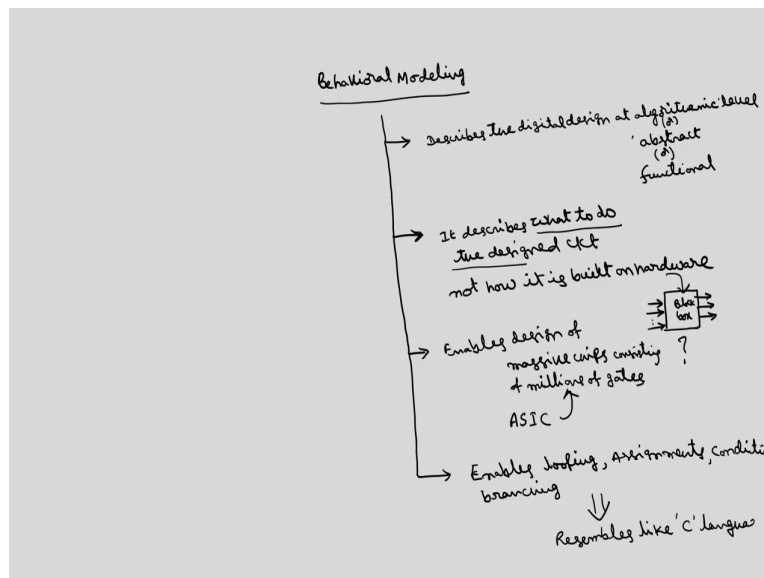 Behavioral Modeling
Describes the digital design at algorithmic level
(or)
abstract
(or)
functional
It describes what to do
the designed ckt
not how it is built on hardware
Black
box
?
Enables design of
massive chips consisting
of millions of gates
ASIC
Enables looping, Assignments, Conditi
branching
Resembles like 'C' langua